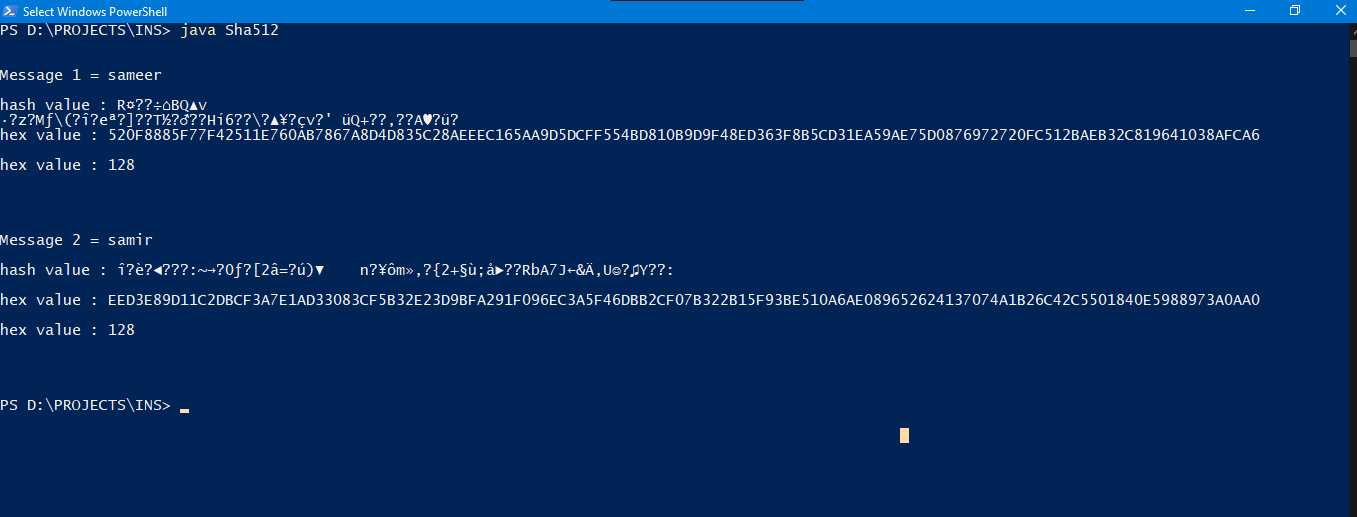 Select Windows PowerShell
PS D:\PROJECTS\INS> java Sha512
Message 1 = sameer
hash value : R✡??÷⌂BQ▲v
·?z?Mƒ\(?î?eª?]??T½?♂??Hí6??\?▲¥?çv?' üQ+??,??A♥?ü?
hex value : 520F8885F77F42511E760AB7867A8D4D835C28AEEEC165AA9D5DCFF554BD810B9D9F48ED363F8B5CD31EA59AE75D0876972720FC512BAEB32C819641038AFCA6
hex value : 128
Message 2 = samir
hash value : î?è?◄???:~→?0ƒ?[2â=?ú)▼    n?¥ôm»,?{2+§ù;å►??RbA7J←&Ä,U☺?♫Y??:
hex value : EED3E89D11C2DBCF3A7E1AD33083CF5B32E23D9BFA291F096EC3A5F46DBB2CF07B322B15F93BE510A6AE089652624137074A1B26C42C5501840E5988973A0AA0
hex value : 128
PS D:\PROJECTS\INS>